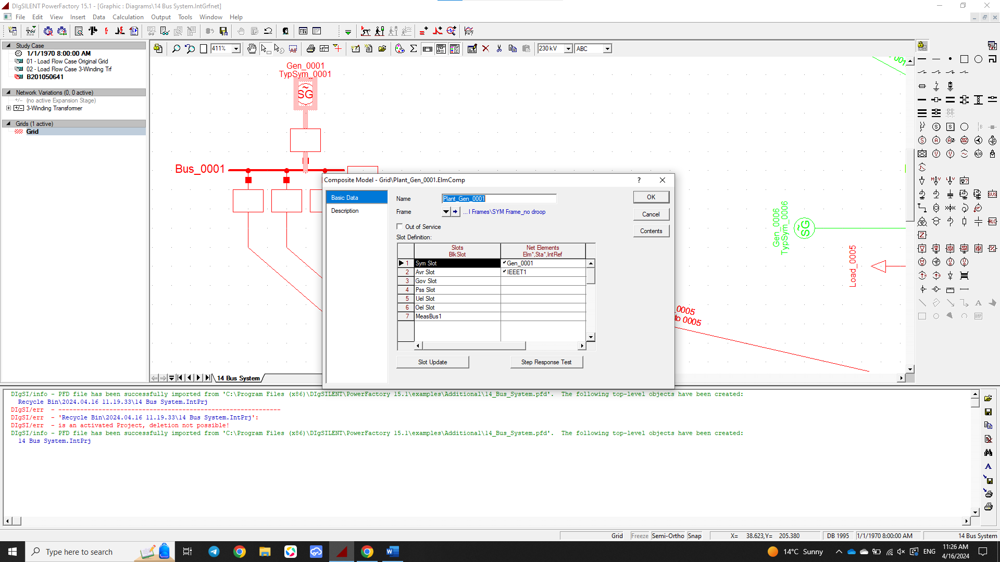 DIgSILENT PowerFactory 15.1 - [Graphic : Diagrams\14 Bus System.IntGrfnet]
File Edit View Insert Data Calculation Output Tools Window Help
Study Case
1/1/1970 8:00:00 AM
01 - Load Flow Case Original Grid
02 - Load Flow Case 3-Winding Trf
B201050641
Network Variations (0, 0 active)
(no active Expansion Stage)
3-Winding Transformer
Grids (1 active)
Grid
411%
230 kV
ABC
Gen_0001
TypSym_0001
SG
Bus_0001
Gen_0006
TypSym_0006
SG
Load_0005
_0005
to 0005
001
Composite Model - Grid\Plant_Gen_0001.ElmComp
Basic Data
Description
Name
Plant_Gen_0001
Frame
... l Frames\SYM Frame_no droop
Out of Service
Slot Definition:
Slots
BlkSlot
Net Elements
Elm*,Sta*,IntRef
1 Sym Slot Gen_0001
2 Avr Slot IEEET1
3 Gov Slot
4 Pss Slot
5 Uel Slot
6 Oel Slot
7 MeasBus1
Slot Update
Step Response Test
OK
Cancel
Contents
14 Bus System
DIgSI/info - PFD file has been successfully imported from 'C:\Program Files (x86)\DIgSILENT\PowerFactory 15.1\examples\Additional\14_Bus_System.pfd'. The following top-level objects have been created:
Recycle Bin\2024.04.16 11.19.33\14 Bus System.IntPrj
DIgSI/err - -------------------------------------------------------------
DIgSI/err - 'Recycle Bin\2024.04.16 11.19.33\14 Bus System.IntPrj':
DIgSI/err - is an activated Project, deletion not possible!
DIgSI/info - PFD file has been successfully imported from 'C:\Program Files (x86)\DIgSILENT\PowerFactory 15.1\examples\Additional\14_Bus_System.pfd'. The following top-level objects have been created:
14 Bus System.IntPrj
Grid
Freeze
Semi-Ortho
Snap
X= 38.623,Y= 205.380
DB 1995
1/1/1970 8:00:00 AM
14 Bus System
Type here to search
14°C Sunny
ENG
11:26 AM
4/16/2024